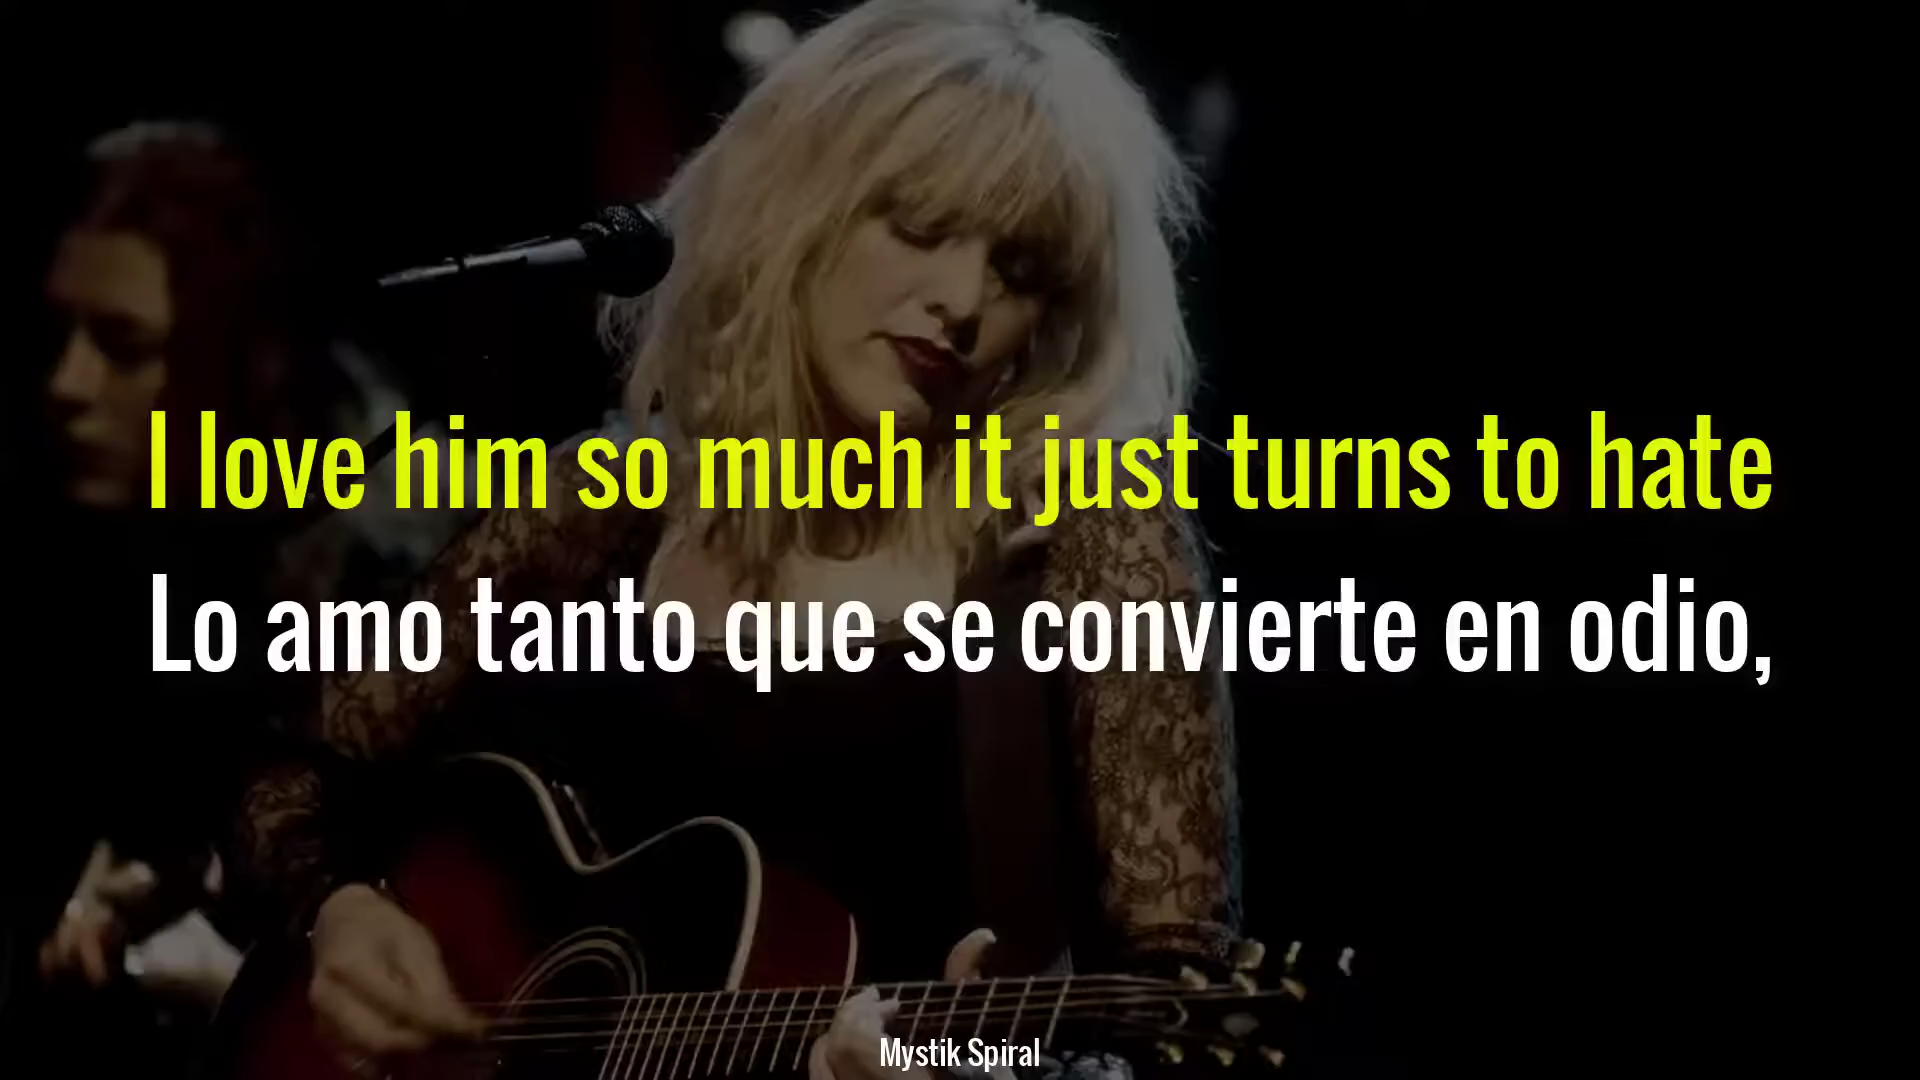 I love him so much it just turns to hate
Lo amo tanto que se convierte en odio,
Mystik Spiral